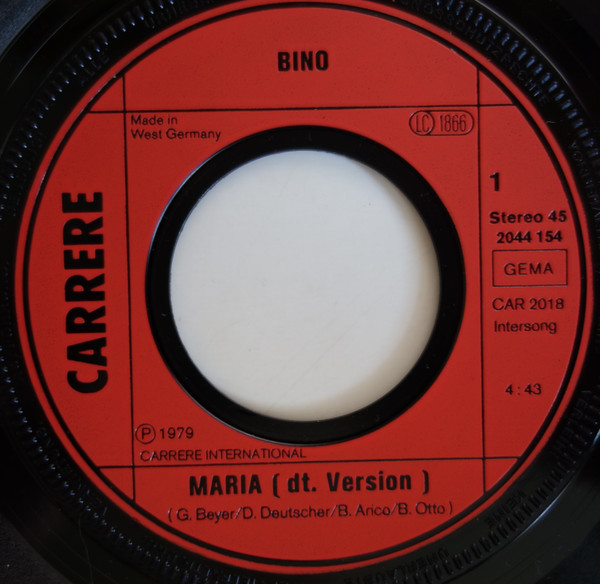 BINO
Made in
West Germany
LC 1866
CARRERE
1
Stereo 45
2044 154
GEMA
CAR 2018
Intersong
4:43
Ⓟ 1979
CARRERE INTERNATIONAL
MARIA ( dt. Version )
( G. Beyer/D. Deutscher/B. Arico/B. Otto )